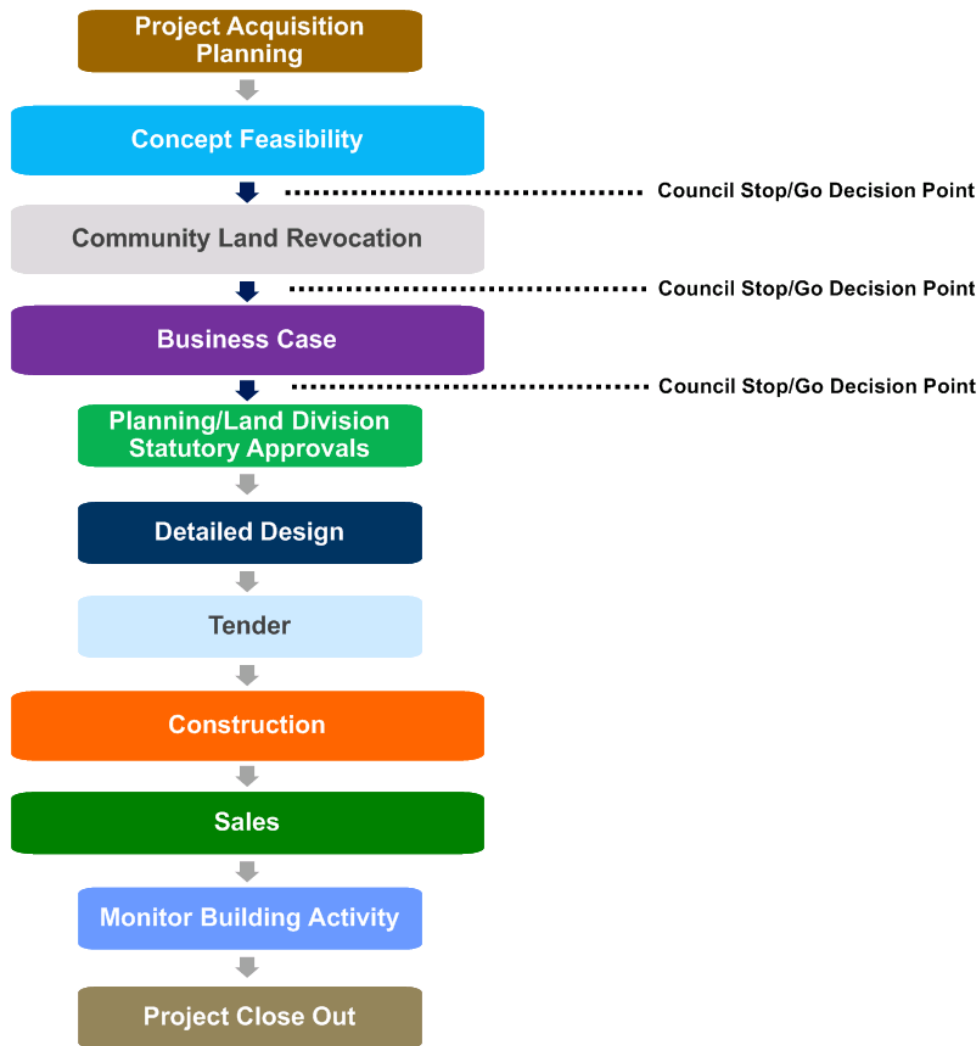 Project Acquisition
Planning
Concept Feasibility
Council Stop/Go Decision Point
Community Land Revocation
Council Stop/Go Decision Point
Business Case
Council Stop/Go Decision Point
Planning/Land Division
Statutory Approvals
Detailed Design
Tender
Construction
Sales
Monitor Building Activity
Project Close Out